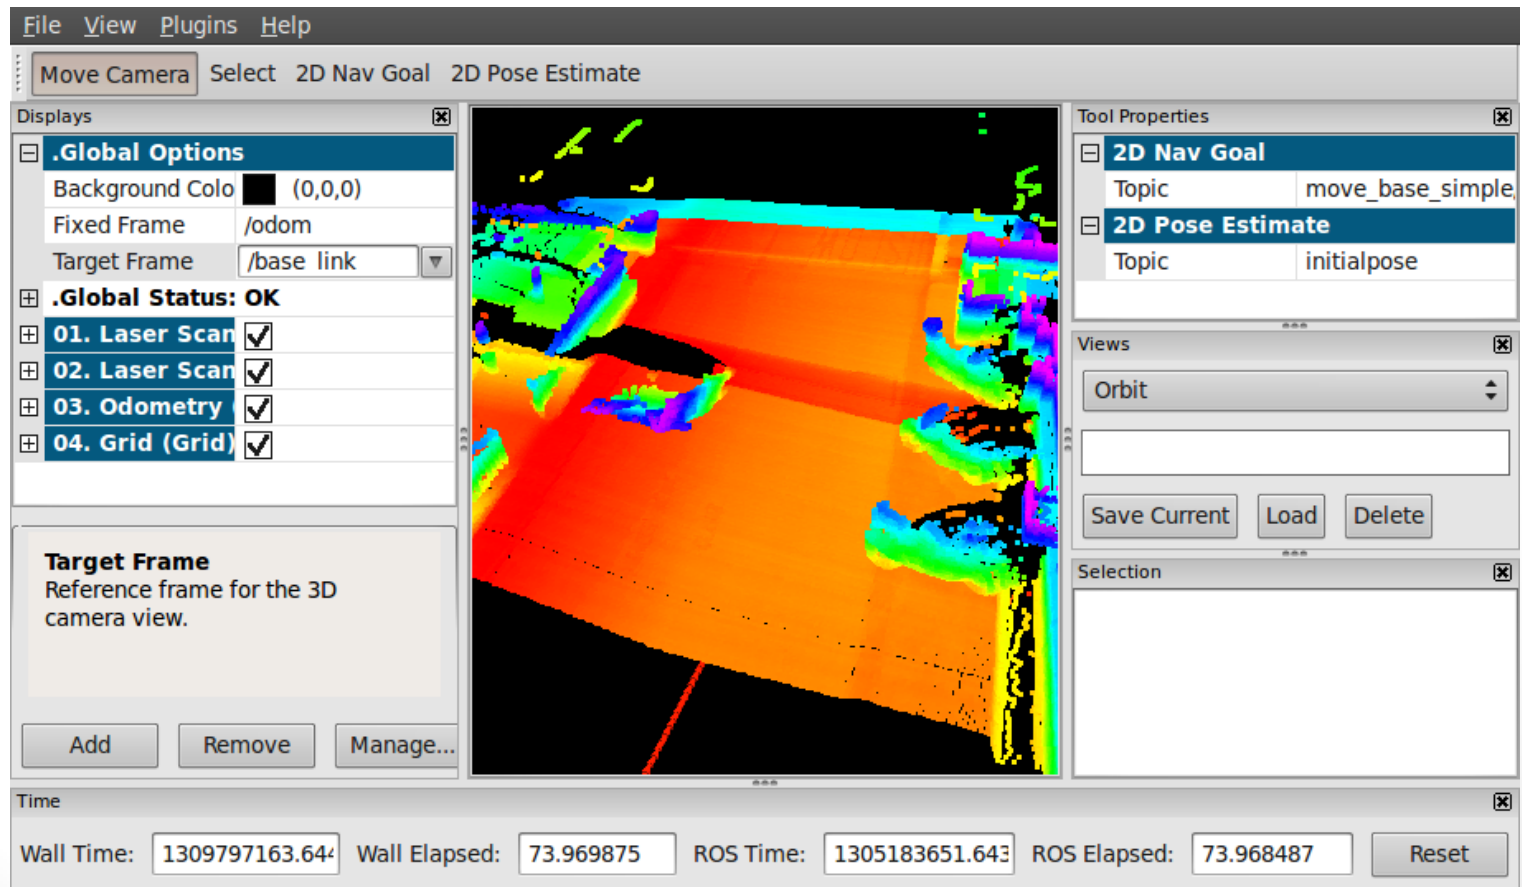 File View Plugins Help
Move Camera Select 2D Nav Goal 2D Pose Estimate
Displays
.Global Options
Background Colo (0,0,0)
Fixed Frame /odom
Target Frame /base_link
.Global Status: OK
01. Laser Scan
02. Laser Scan
03. Odometry
04. Grid (Grid)
Target Frame
Reference frame for the 3D
camera view.
Add Remove Manage...
Tool Properties
2D Nav Goal
Topic move_base_simple
2D Pose Estimate
Topic initialpose
Views
Orbit
Save Current Load Delete
Selection
Time
Wall Time: 1309797163.644 Wall Elapsed: 73.969875 ROS Time: 1305183651.643 ROS Elapsed: 73.968487 Reset